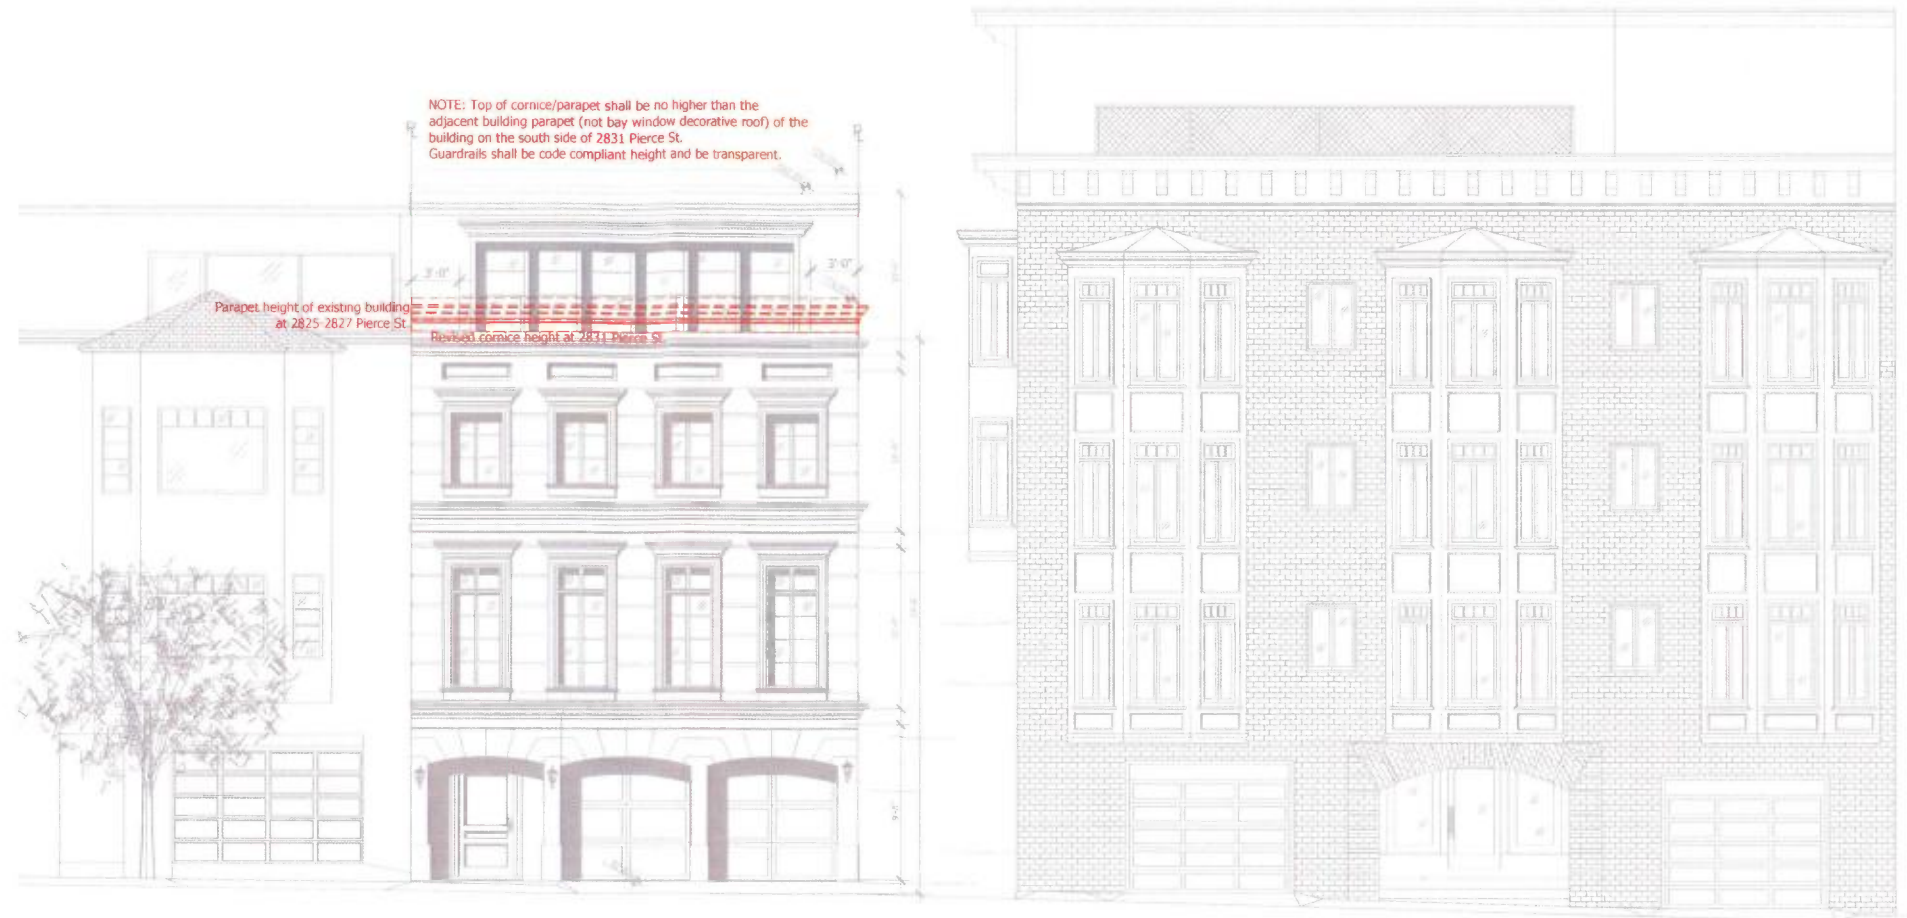 NOTE: Top of cornice/parapet shall be no higher than the
adjacent building parapet (not bay window decorative roof) of the
building on the south side of 2831 Pierce St.
Guardrails shall be code compliant height and be transparent.
3'-0"
3'-0"
Parapet height of existing building
at 2825-2827 Pierce St
Revised cornice height at 2831 Pierce St